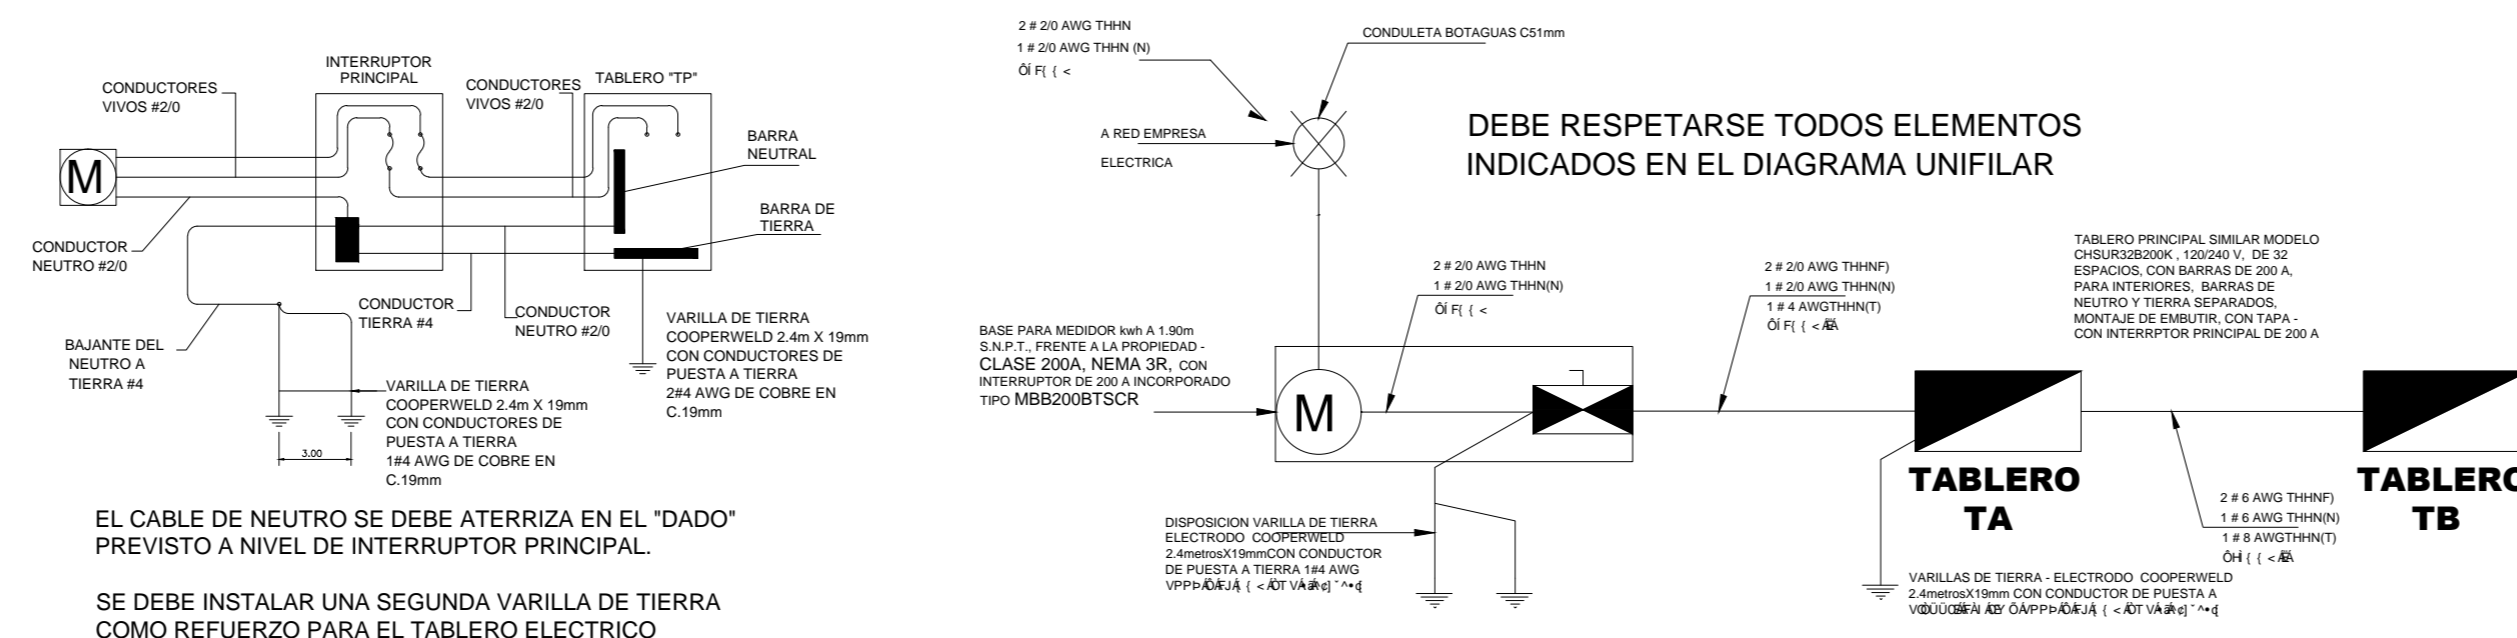 INTERRUPTOR
PRINCIPAL
CONDUCTORES
VIVOS #2/0
CONDUCTORES
VIVOS #2/0
TABLERO "TP"
BARRA
NEUTRAL
M
BARRA DE
TIERRA
CONDUCTOR
NEUTRO #2/0
CONDUCTOR
TIERRA #4
CONDUCTOR
NEUTRO #2/0
BAJANTE DEL
NEUTRO A
TIERRA #4
VARILLA DE TIERRA
COOPERWELD 2.4m X 19mm
CON CONDUCTORES DE
PUESTA A TIERRA
2#4 AWG DE COBRE EN
C.19mm
VARILLA DE TIERRA
COOPERWELD 2.4m X 19mm
CON CONDUCTORES DE
PUESTA A TIERRA
1#4 AWG DE COBRE EN
C.19mm
3.00
EL CABLE DE NEUTRO SE DEBE ATERRIZA EN EL "DADO"
PREVISTO A NIVEL DE INTERRUPTOR PRINCIPAL.
SE DEBE INSTALAR UNA SEGUNDA VARILLA DE TIERRA
COMO REFUERZO PARA EL TABLERO ELECTRICO
2 # 2/0 AWG THHN
1 # 2/0 AWG THHN (N)
CONDULETA BOTAGUAS C51mm
A RED EMPRESA
ELECTRICA
DEBE RESPETARSE TODOS ELEMENTOS
INDICADOS EN EL DIAGRAMA UNIFILAR
2 # 2/0 AWG THHN
1 # 2/0 AWG THHN(N)
2 # 2/0 AWG THHNF)
1 # 2/0 AWG THHN(N)
1 # 4 AWGTHHN(T)
TABLERO PRINCIPAL SIMILAR MODELO
CHSUR32B200K , 120/240 V, DE 32
ESPACIOS, CON BARRAS DE 200 A,
PARA INTERIORES, BARRAS DE
NEUTRO Y TIERRA SEPARADOS,
MONTAJE DE EMBUTIR, CON TAPA -
CON INTERRPTOR PRINCIPAL DE 200 A
BASE PARA MEDIDOR kwh A 1.90m
S.N.P.T., FRENTE A LA PROPIEDAD -
CLASE 200A, NEMA 3R, CON
INTERRUPTOR DE 200 A INCORPORADO
TIPO MBB200BTSCR
M
TABLERO
TA
TABLERO
TB
2 # 6 AWG THHNF)
1 # 6 AWG THHN(N)
1 # 8 AWGTHHN(T)
DISPOSICION VARILLA DE TIERRA
ELECTRODO COOPERWELD
2.4metrosX19mmCON CONDUCTOR
DE PUESTA A TIERRA 1#4 AWG
VARILLAS DE TIERRA - ELECTRODO COOPERWELD
2.4metrosX19mm CON CONDUCTOR DE PUESTA A